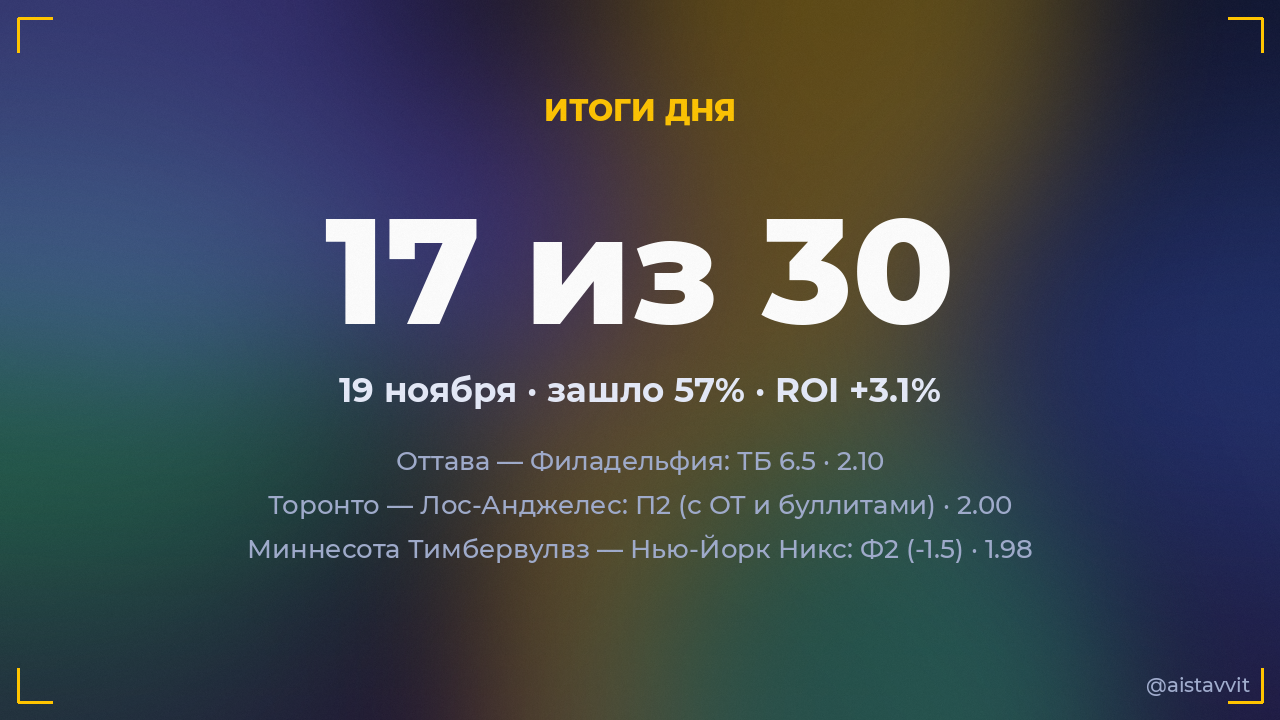 ИТОГИ ДНЯ
17 из 30
19 ноября · зашло 57% · ROI +3.1%
Оттава — Филадельфия: ТБ 6.5 · 2.10
Торонто — Лос-Анджелес: П2 (с ОТ и буллитами) · 2.00
Миннесота Тимбервулвз — Нью-Йорк Никс: Ф2 (-1.5) · 1.98
@aistavvit